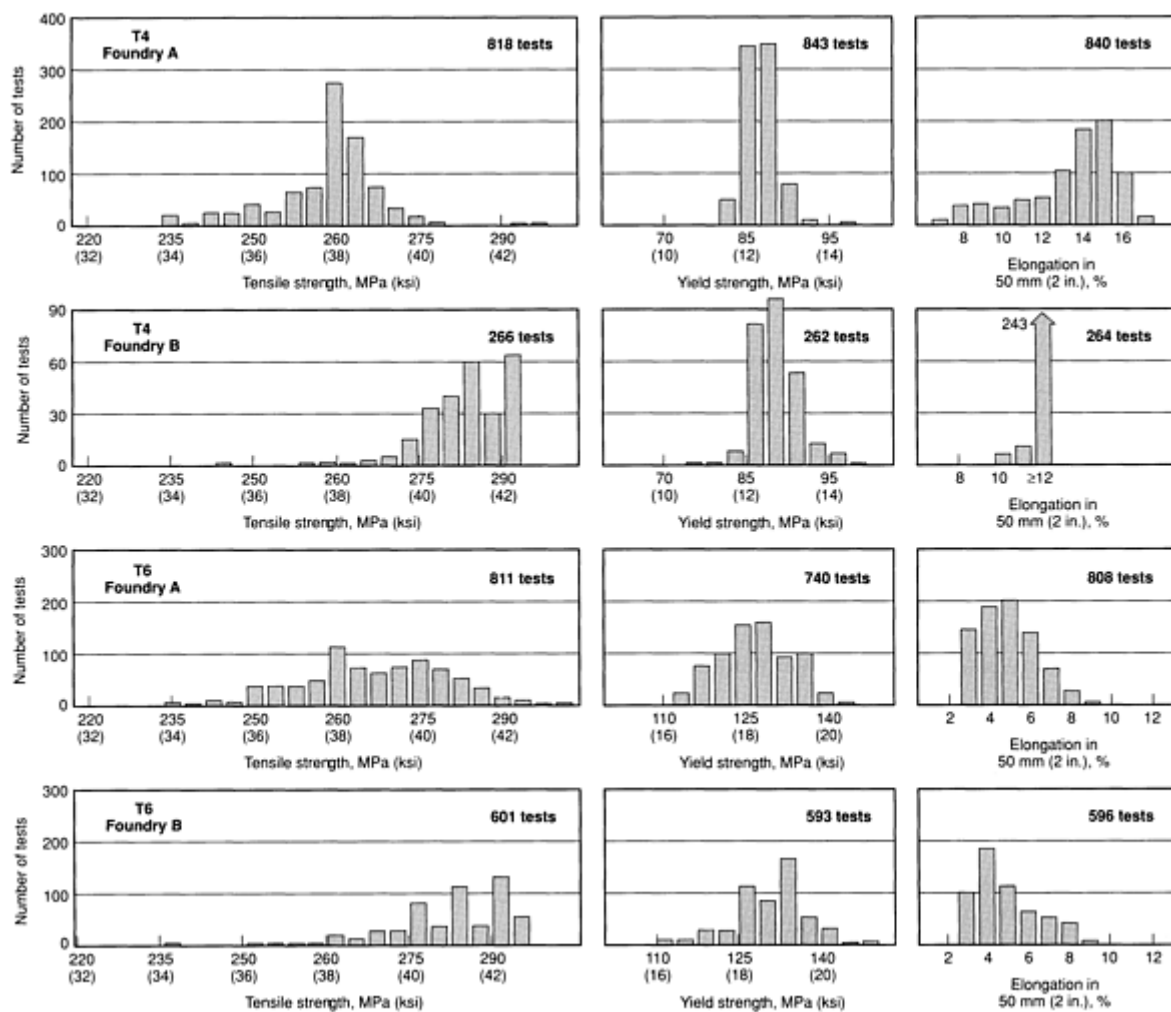 T4
Foundry A
818 tests
Number of tests
400
300
200
100
0
220 235 250 260 275 290
(32) (34) (36) (38) (40) (42)
Tensile strength, MPa (ksi)
843 tests
70 85 95
(10) (12) (14)
Yield strength, MPa (ksi)
840 tests
8 10 12 14 16
Elongation in
50 mm (2 in.), %
T4
Foundry B
266 tests
Number of tests
90
60
30
0
220 235 250 260 275 290
(32) (34) (36) (38) (40) (42)
Tensile strength, MPa (ksi)
262 tests
70 85 95
(10) (12) (14)
Yield strength, MPa (ksi)
243
264 tests
8 10 ≥12
Elongation in
50 mm (2 in.), %
T6
Foundry A
811 tests
Number of tests
300
200
100
0
220 235 250 260 275 290
(32) (34) (36) (38) (40) (42)
Tensile strength, MPa (ksi)
740 tests
110 125 140
(16) (18) (20)
Yield strength, MPa (ksi)
808 tests
2 4 6 8 10 12
Elongation in
50 mm (2 in.), %
T6
Foundry B
601 tests
Number of tests
300
200
100
0
220 235 250 260 275 290
(32) (34) (36) (38) (40) (42)
Tensile strength, MPa (ksi)
593 tests
110 125 140
(16) (18) (20)
Yield strength, MPa (ksi)
596 tests
2 4 6 8 10 12
Elongation in
50 mm (2 in.), %